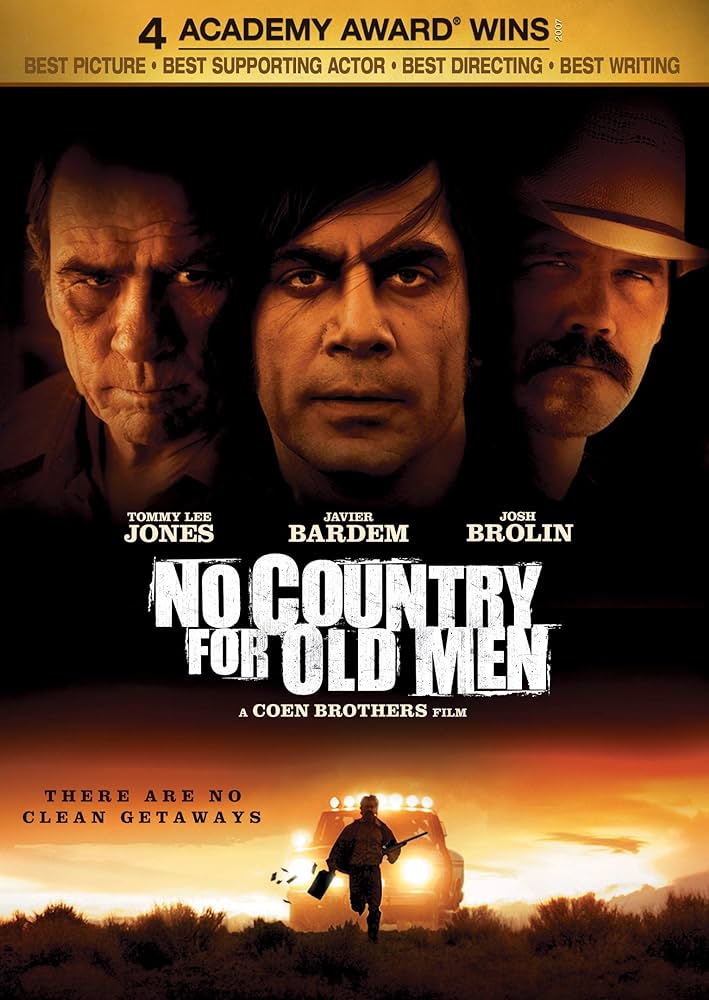 4 ACADEMY AWARD® WINS 2007
BEST PICTURE • BEST SUPPORTING ACTOR • BEST DIRECTING • BEST WRITING
TOMMY LEE JONES
JAVIER BARDEM
JOSH BROLIN
NO COUNTRY
FOR OLD MEN
A COEN BROTHERS FILM
THERE ARE NO
CLEAN GETAWAYS